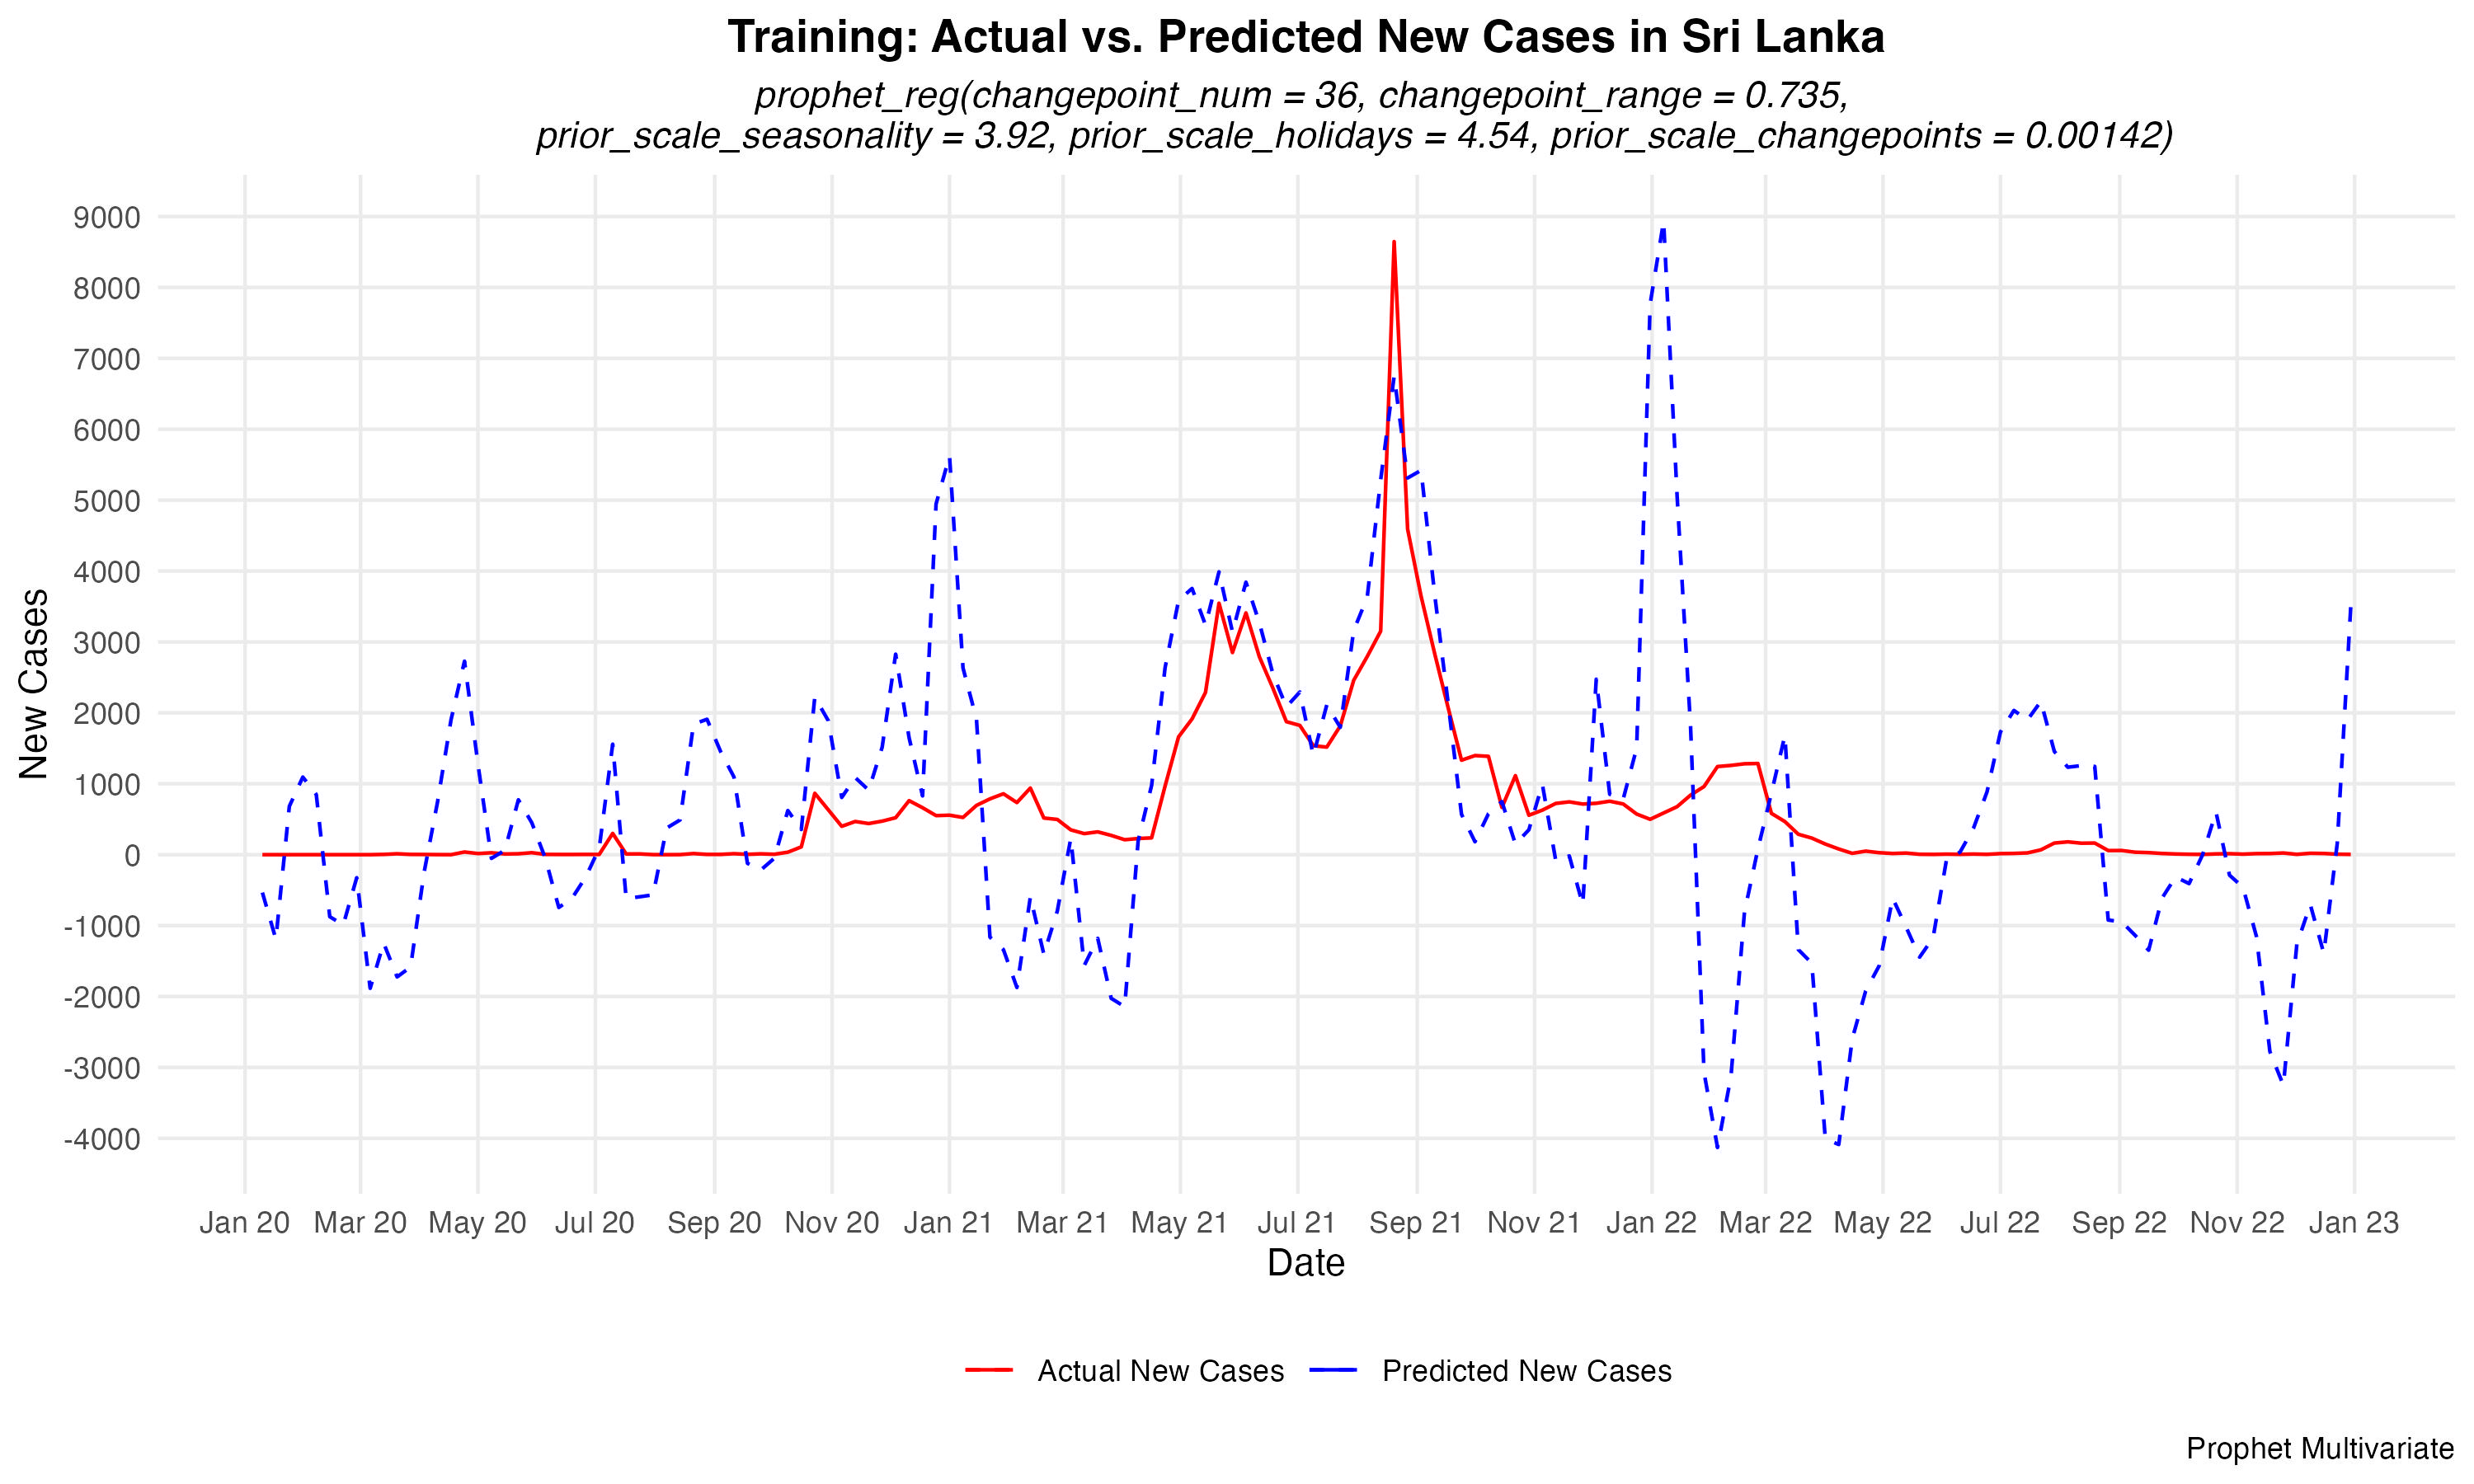 Training: Actual vs. Predicted New Cases in Sri Lanka
prophet_reg(changepoint_num = 36, changepoint_range = 0.735,
prior_scale_seasonality = 3.92, prior_scale_holidays = 4.54, prior_scale_changepoints = 0.00142)
New Cases
9000
8000
7000
6000
5000
4000
3000
2000
1000
0
-1000
-2000
-3000
-4000
Jan 20 Mar 20 May 20 Jul 20 Sep 20 Nov 20 Jan 21 Mar 21 May 21 Jul 21 Sep 21 Nov 21 Jan 22 Mar 22 May 22 Jul 22 Sep 22 Nov 22 Jan 23
Date
Actual New Cases Predicted New Cases
Prophet Multivariate